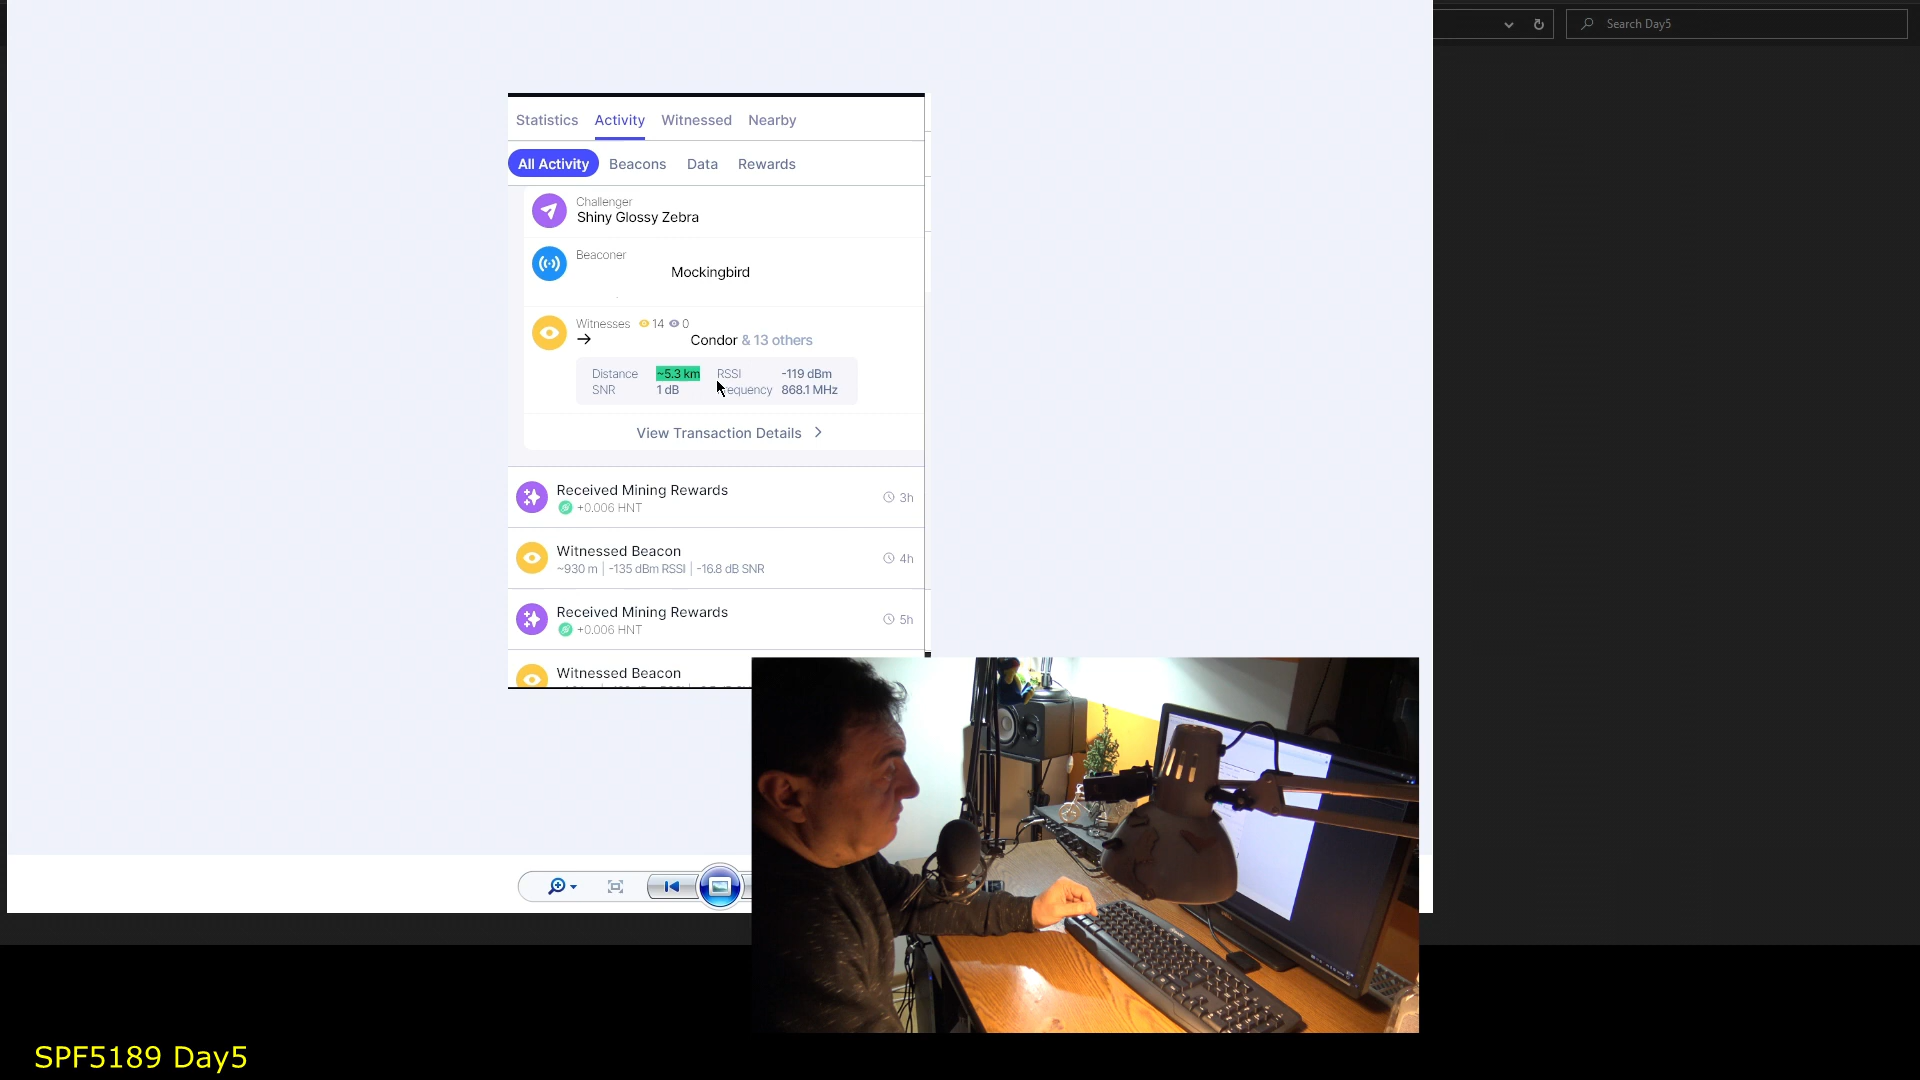 Search Day5
Statistics Activity Witnessed Nearby
All Activity Beacons Data Rewards
Challenger
Shiny Glossy Zebra
Beaconer
Mockingbird
Witnesses 14 0
→ Condor & 13 others
Distance ~5.3 km RSSI -119 dBm
SNR 1 dB equency 868.1 MHz
View Transaction Details >
Received Mining Rewards
3h
+0.006 HNT
Witnessed Beacon
4h
~930 m | -135 dBm RSSI | -16.8 dB SNR
Received Mining Rewards
5h
+0.006 HNT
Witnessed Beacon
SPF5189 Day5